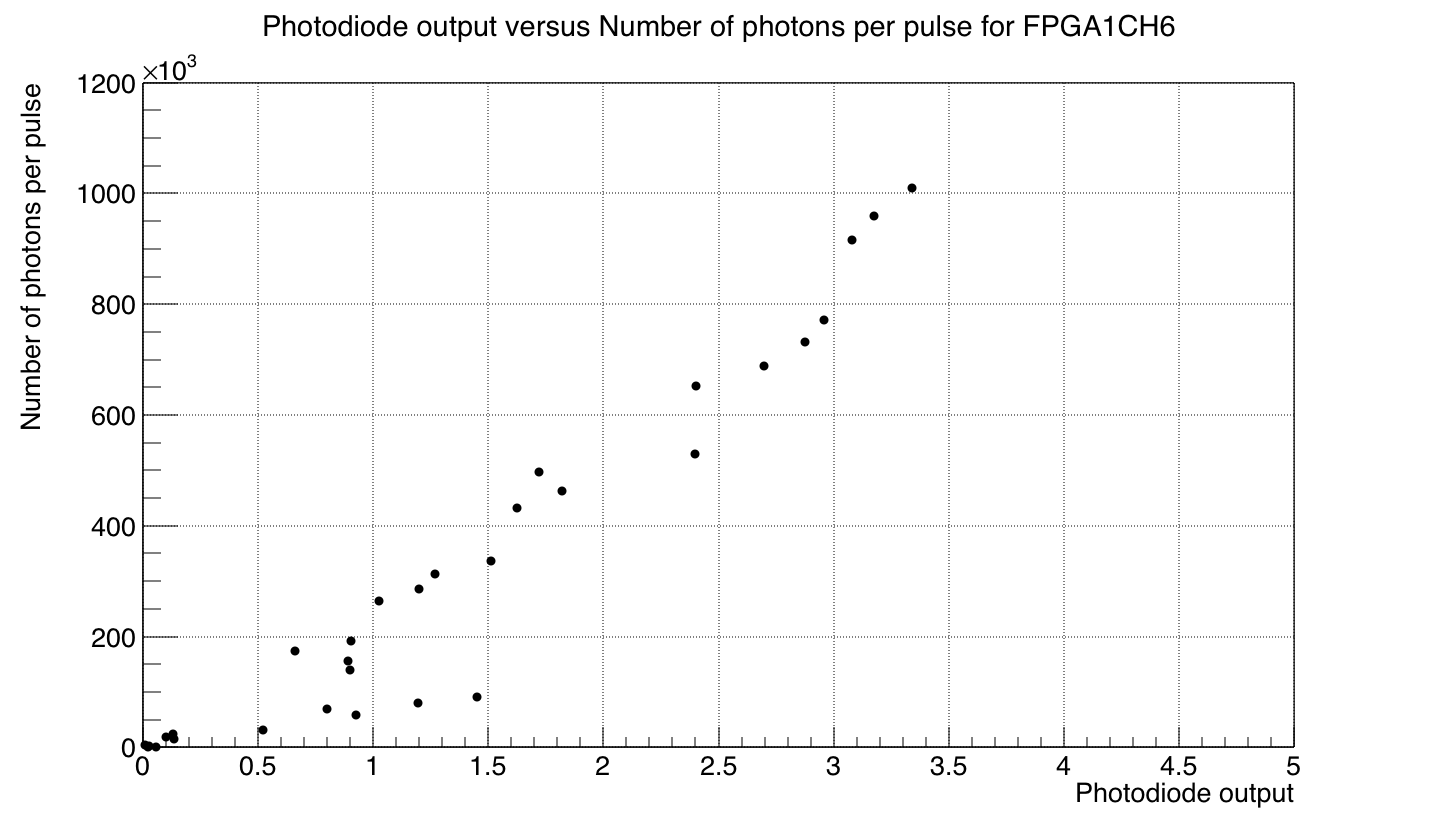 Photodiode output versus Number of photons per pulse for FPGA1CH6
×10³
Number of photons per pulse
1200
1000
800
600
400
200
0
0 0.5 1 1.5 2 2.5 3 3.5 4 4.5 5
Photodiode output